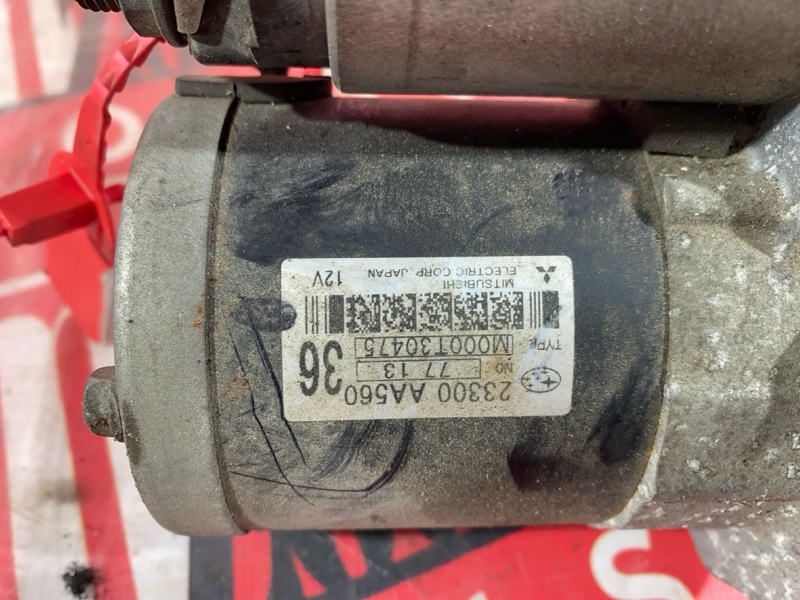 23300 AA560
NO 77 13
36
TYPE M000T30475
MITSUBISHI
ELECTRIC CORP. JAPAN
12V